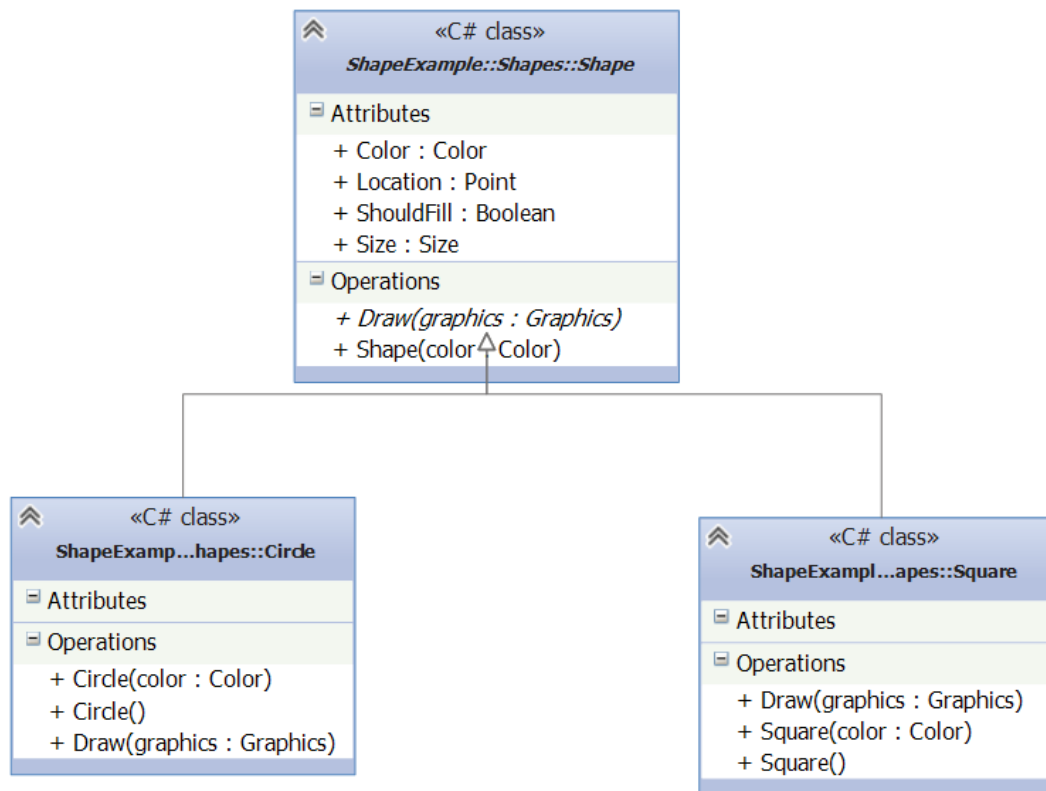 «C# class»
ShapeExample::Shapes::Shape
Attributes
+ Color : Color
+ Location : Point
+ ShouldFill : Boolean
+ Size : Size
Operations
+ Draw(graphics : Graphics)
+ Shape(color : Color)
«C# class»
ShapeExamp...hapes::Circle
Attributes
Operations
+ Circle(color : Color)
+ Circle()
+ Draw(graphics : Graphics)
«C# class»
ShapeExampl...apes::Square
Attributes
Operations
+ Draw(graphics : Graphics)
+ Square(color : Color)
+ Square()